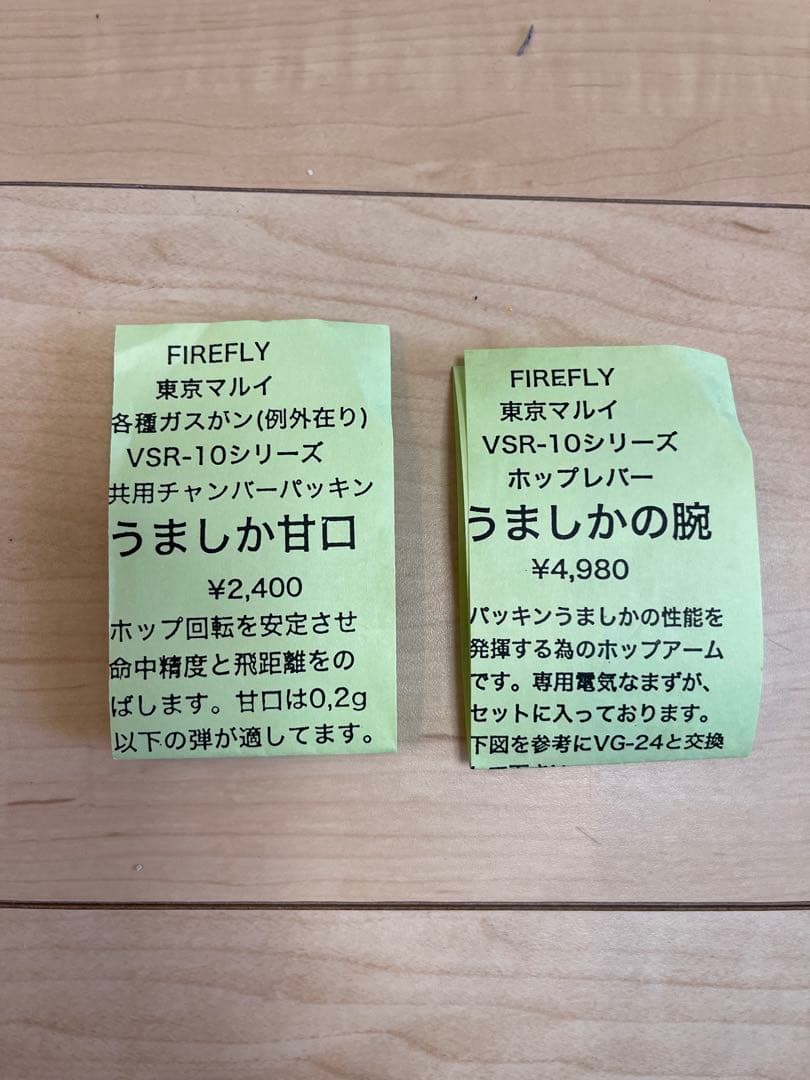 FIREFLY
東京マルイ
各種ガスがン(例外在り)
VSR-10シリーズ
共用チャンバーパッキン
うましか甘口
¥2,400
ホップ回転を安定させ
命中精度と飛距離をの
ばします。甘口は0,2g
以下の弾が適してます。
FIREFLY
東京マルイ
VSR-10シリーズ
ホップレバー
うましかの腕
¥4,980
パッキンうましかの性能を
発揮する為のホップアーム
です。専用電気なまずが、
セットに入っております。
下図を参考にVG-24と交換